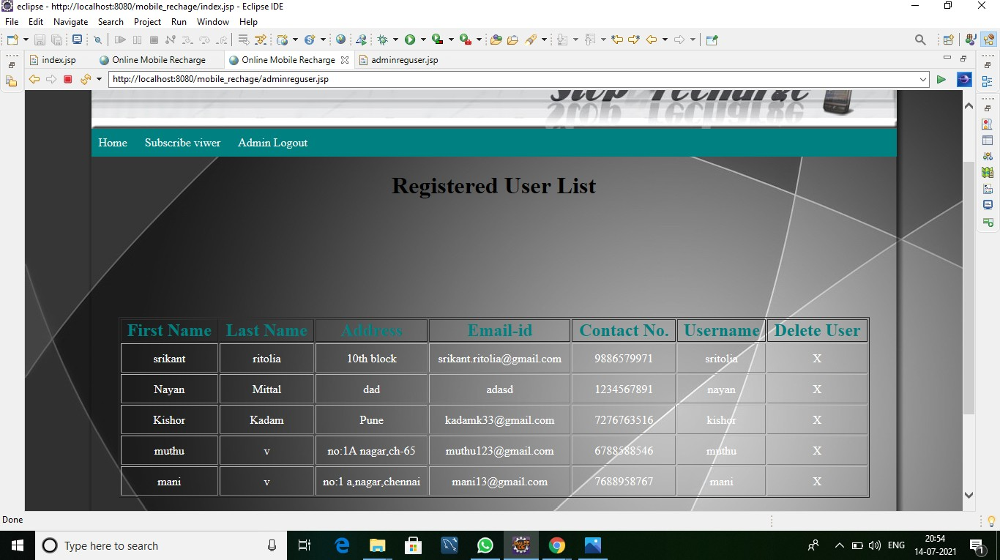 eclipse - http://localhost:8080/mobile_rechage/index.jsp - Eclipse IDE
File Edit Navigate Search Project Run Window Help
index.jsp Online Mobile Recharge Online Mobile Recharge adminreguser.jsp
http://localhost:8080/mobile_rechage/adminreguser.jsp
Home Subscribe viwer Admin Logout
Registered User List
First Name Last Name Address Email-id Contact No. Username Delete User
srikant ritolia 10th block srikant.ritolia@gmail.com 9886579971 sritolia X
Nayan Mittal dad adasd 1234567891 nayan X
Kishor Kadam Pune kadamk33@gmail.com 7276763516 kishor X
muthu v no:1A nagar,ch-65 muthu123@gmail.com 6788588546 muthu X
mani v no:1 a,nagar,chennai mani13@gmail.com 7688958767 mani X
Done
Type here to search ENG 20:54
14-07-2021 1